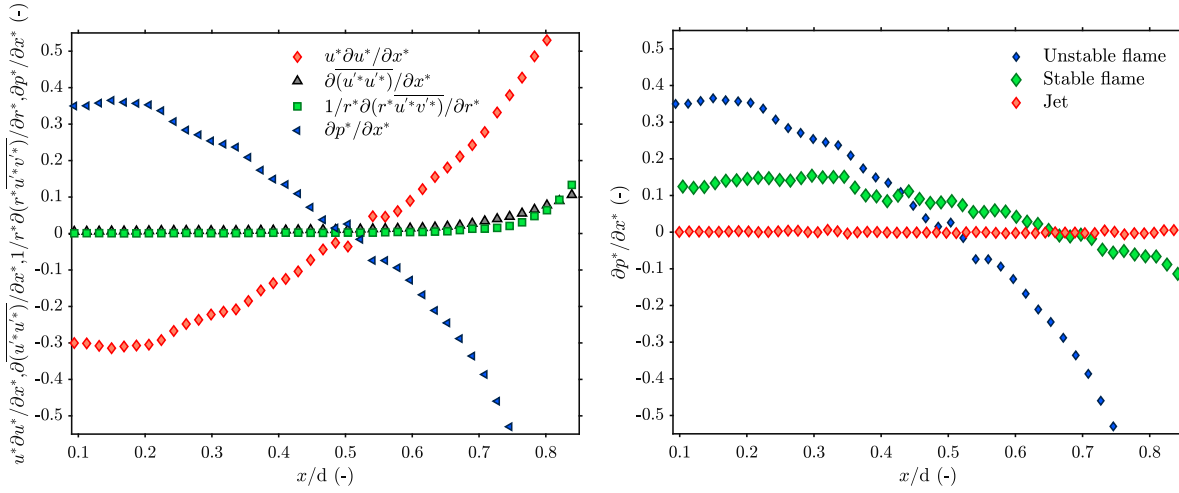 u*∂u*/∂x*,∂(u'*u'*)/∂x*,1/r*∂(r*u'*v'*)/∂r*,∂p*/∂x* (-)
0.5
0.4
0.3
0.2
0.1
0
-0.1
-0.2
-0.3
-0.4
-0.5
u*∂u*/∂x*
∂(u'*u'*)/∂x*
1/r*∂(r*u'*v'*)/∂r*
∂p*/∂x*
0.1 0.2 0.3 0.4 0.5 0.6 0.7 0.8
x/d (-)
∂p*/∂x* (-)
0.5
0.4
0.3
0.2
0.1
0
-0.1
-0.2
-0.3
-0.4
-0.5
Unstable flame
Stable flame
Jet
0.1 0.2 0.3 0.4 0.5 0.6 0.7 0.8
x/d (-)